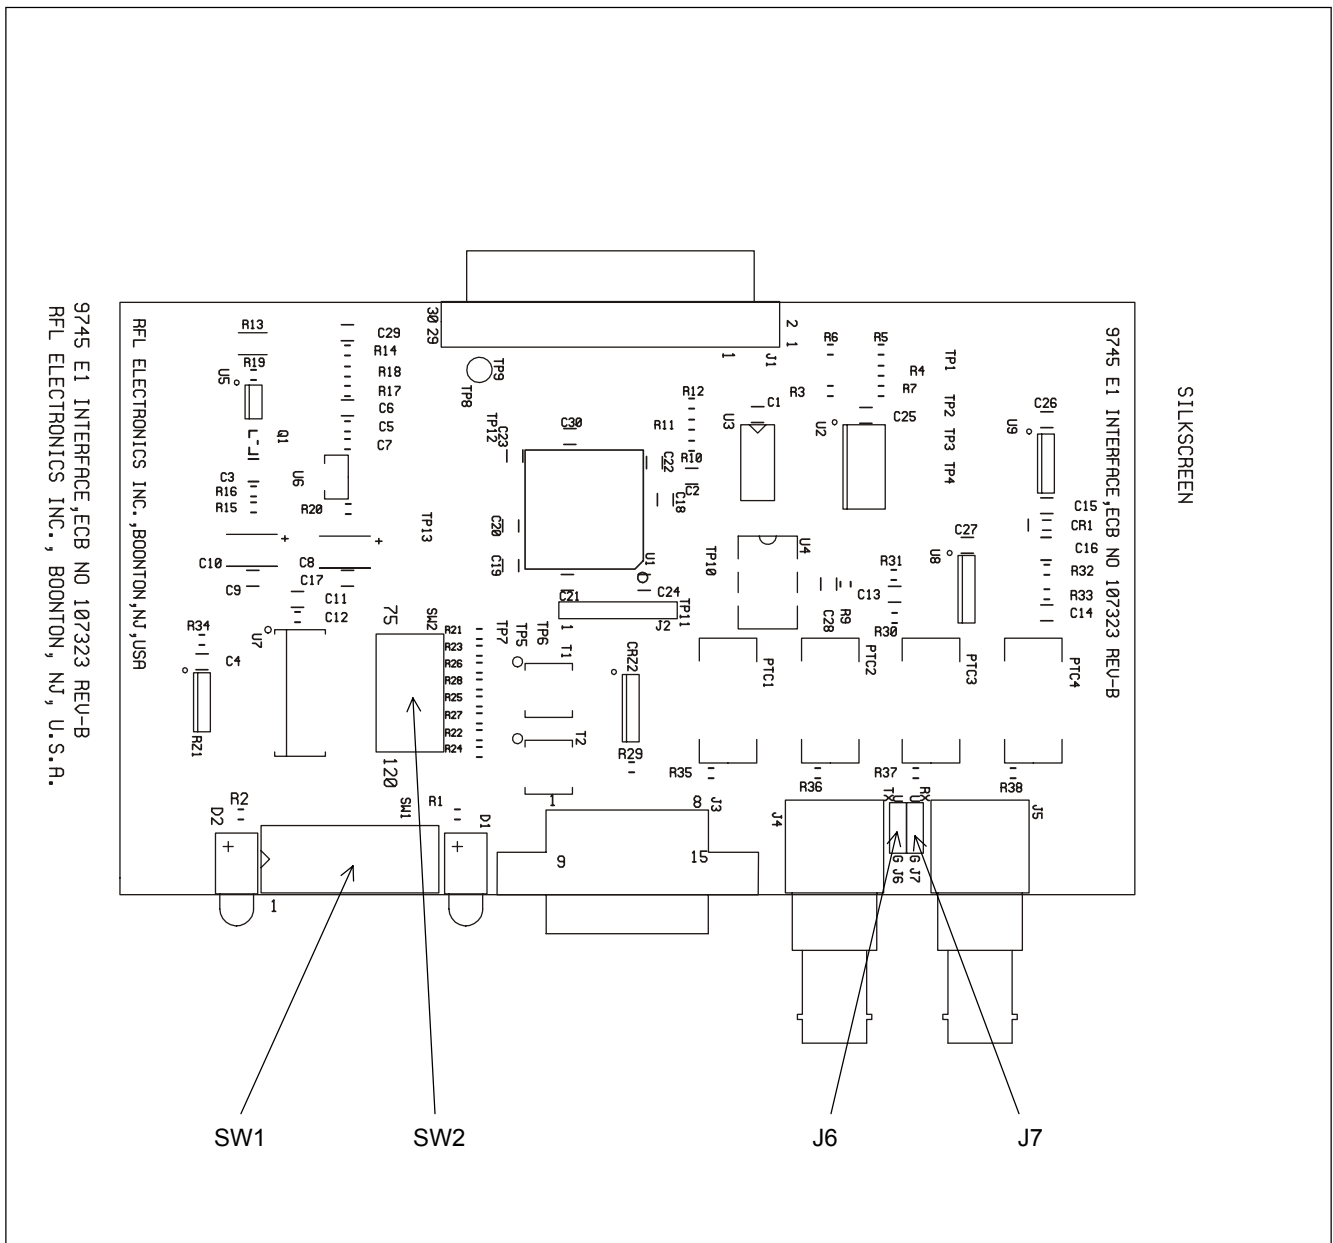 SILKSCREEN
9745 E1 INTERFACE,ECB NO 107323 REV-B
RFL ELECTRONICS INC., BOONTON, NJ, U.S.A.
RFL ELECTRONICS INC.,BOONTON,NJ,USA
9745 E1 INTERFACE,ECB NO 107323 REV-B
30 29
2 1
1
J1
R13
C29
R14
R19
R18
U5
R17
C6
C5
C7
Q1
U6
C3
R16
R15
R20
C10
+
C8
+
C9
C17
C11
C12
TP9
TP8
TP12
C23
C30
TP13
C20
C19
C21
U1
C24
C22
C18
R12
R11
R10
C2
C1
U3
R3
R6
R5
R4
R7
U2
C25
TP1
TP2
TP3
TP4
C26
U9
C15
CR1
C16
R32
R33
C14
C27
U8
U4
TP10
R31
C13
R9
C28
R30
R34
U7
C4
RZ1
75
SW2
120
R21
R23
R26
R28
R25
R27
R22
R24
TP7
TP5
TP6
1
J2
TP11
T1
T2
CRZ2
R29
PTC1
PTC2
PTC3
PTC4
R35
R36
R37
R38
D2
R2
+
SW1
R1
D1
+
1
1
8
J3
9
15
J4
TX
U
U
RX
G J6
G J7
J5
SW1
SW2
J6
J7